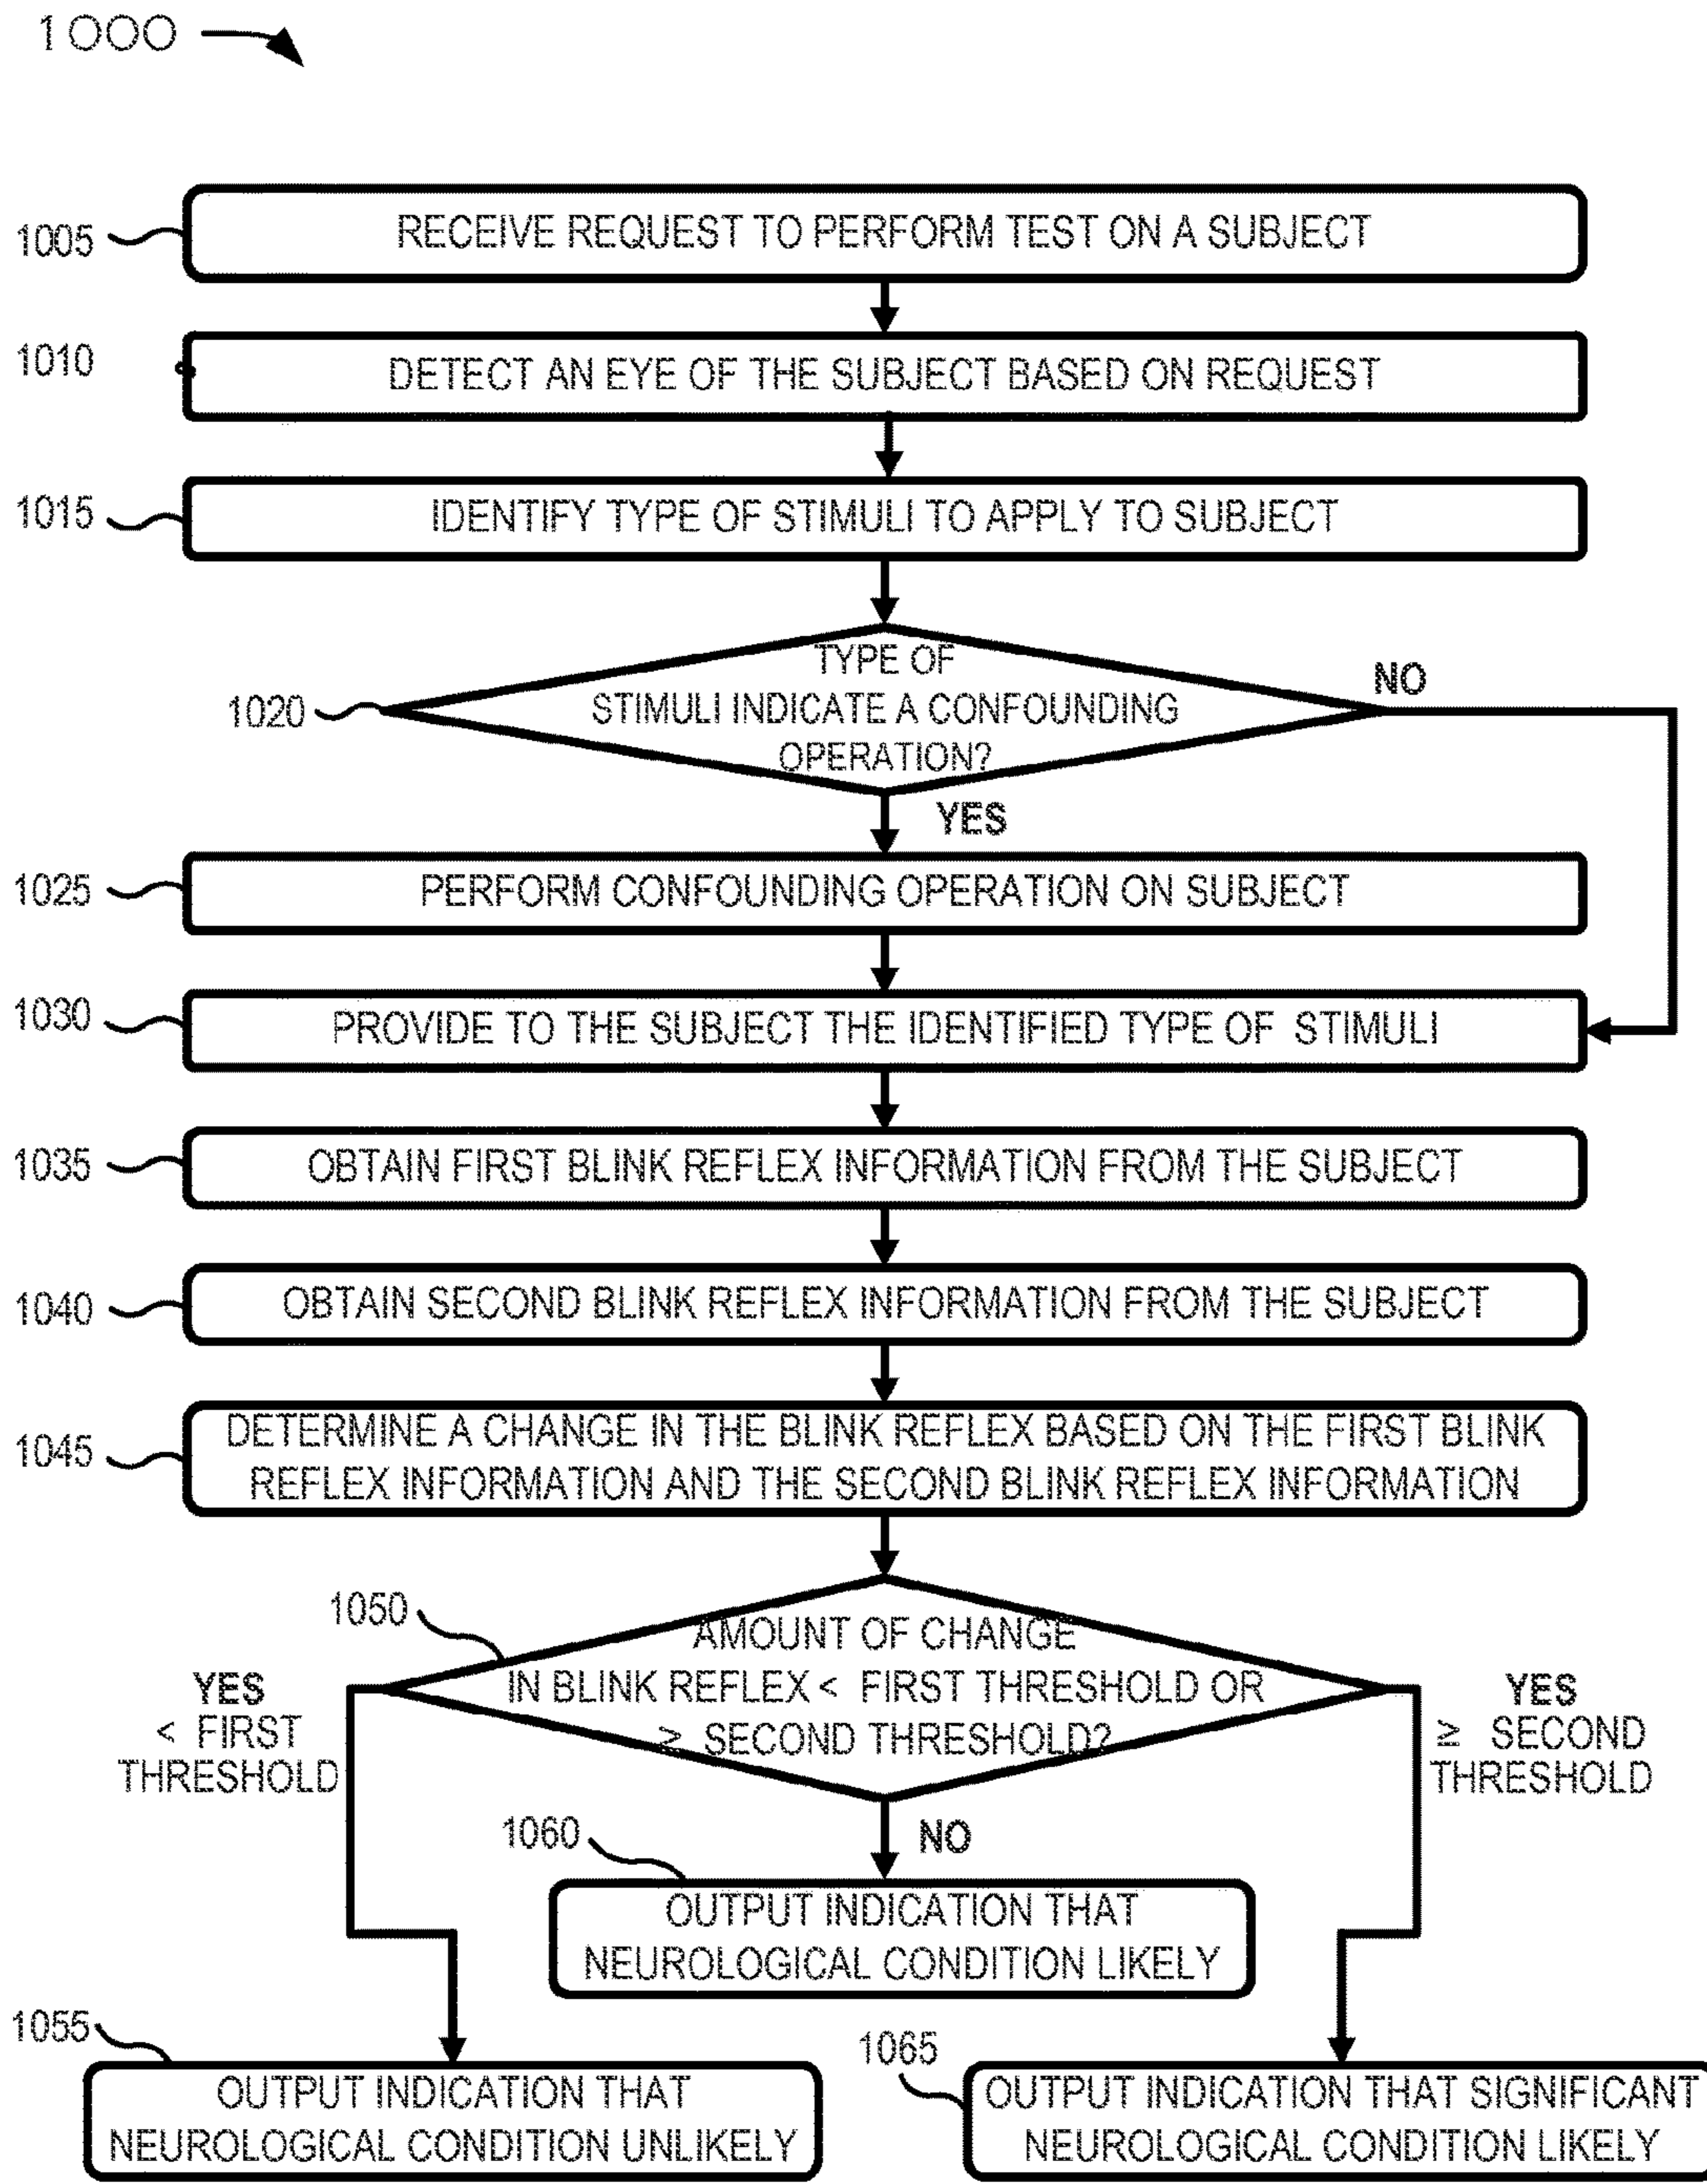 1000
1005
RECEIVE REQUEST TO PERFORM TEST ON A SUBJECT
1010
DETECT AN EYE OF THE SUBJECT BASED ON REQUEST
1015
IDENTIFY TYPE OF STIMULI TO APPLY TO SUBJECT
1020
TYPE OF
STIMULI INDICATE A CONFOUNDING
OPERATION?
NO
YES
1025
PERFORM CONFOUNDING OPERATION ON SUBJECT
1030
PROVIDE TO THE SUBJECT THE IDENTIFIED TYPE OF STIMULI
1035
OBTAIN FIRST BLINK REFLEX INFORMATION FROM THE SUBJECT
1040
OBTAIN SECOND BLINK REFLEX INFORMATION FROM THE SUBJECT
1045
DETERMINE A CHANGE IN THE BLINK REFLEX BASED ON THE FIRST BLINK
REFLEX INFORMATION AND THE SECOND BLINK REFLEX INFORMATION
1050
AMOUNT OF CHANGE
IN BLINK REFLEX < FIRST THRESHOLD OR
≥ SECOND THRESHOLD?
YES
< FIRST
THRESHOLD
YES
≥ SECOND
THRESHOLD
NO
1060
OUTPUT INDICATION THAT
NEUROLOGICAL CONDITION LIKELY
1055
OUTPUT INDICATION THAT
NEUROLOGICAL CONDITION UNLIKELY
1065
OUTPUT INDICATION THAT SIGNIFICANT
NEUROLOGICAL CONDITION LIKELY